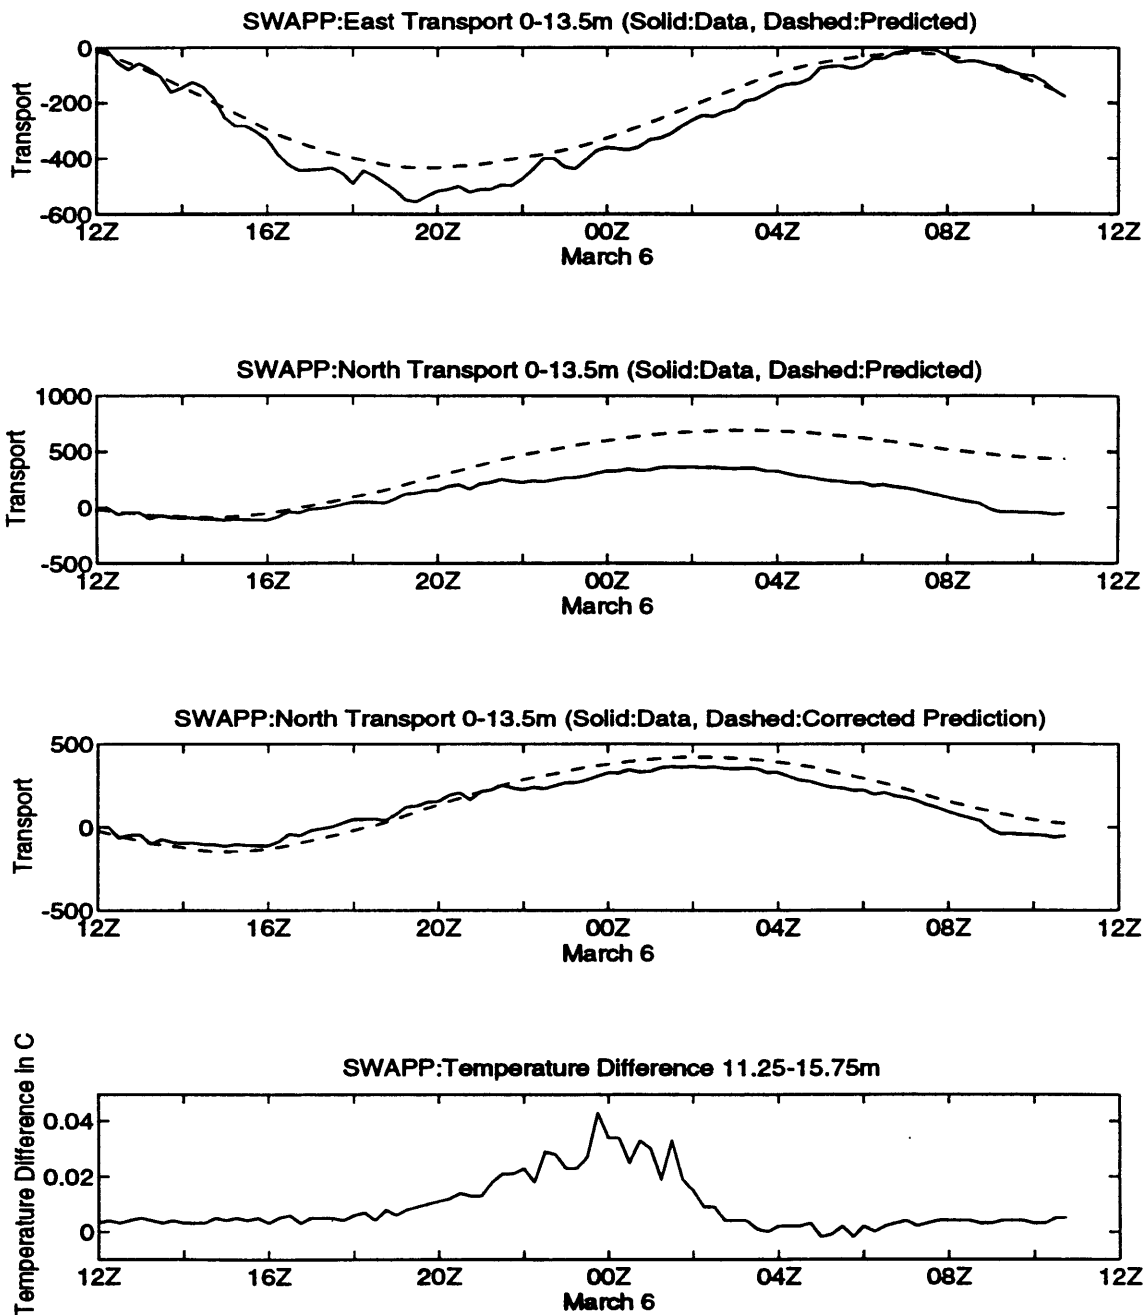 SWAPP:East Transport 0-13.5m (Solid:Data, Dashed:Predicted)
Transport
0
-200
-400
-600
12Z 16Z 20Z 00Z 04Z 08Z 12Z
March 6
SWAPP:North Transport 0-13.5m (Solid:Data, Dashed:Predicted)
Transport
1000
500
0
-500
12Z 16Z 20Z 00Z 04Z 08Z 12Z
March 6
SWAPP:North Transport 0-13.5m (Solid:Data, Dashed:Corrected Prediction)
Transport
500
0
-500
12Z 16Z 20Z 00Z 04Z 08Z 12Z
March 6
SWAPP:Temperature Difference 11.25-15.75m
Temperature Difference In C
0.04
0.02
0
12Z 16Z 20Z 00Z 04Z 08Z 12Z
March 6